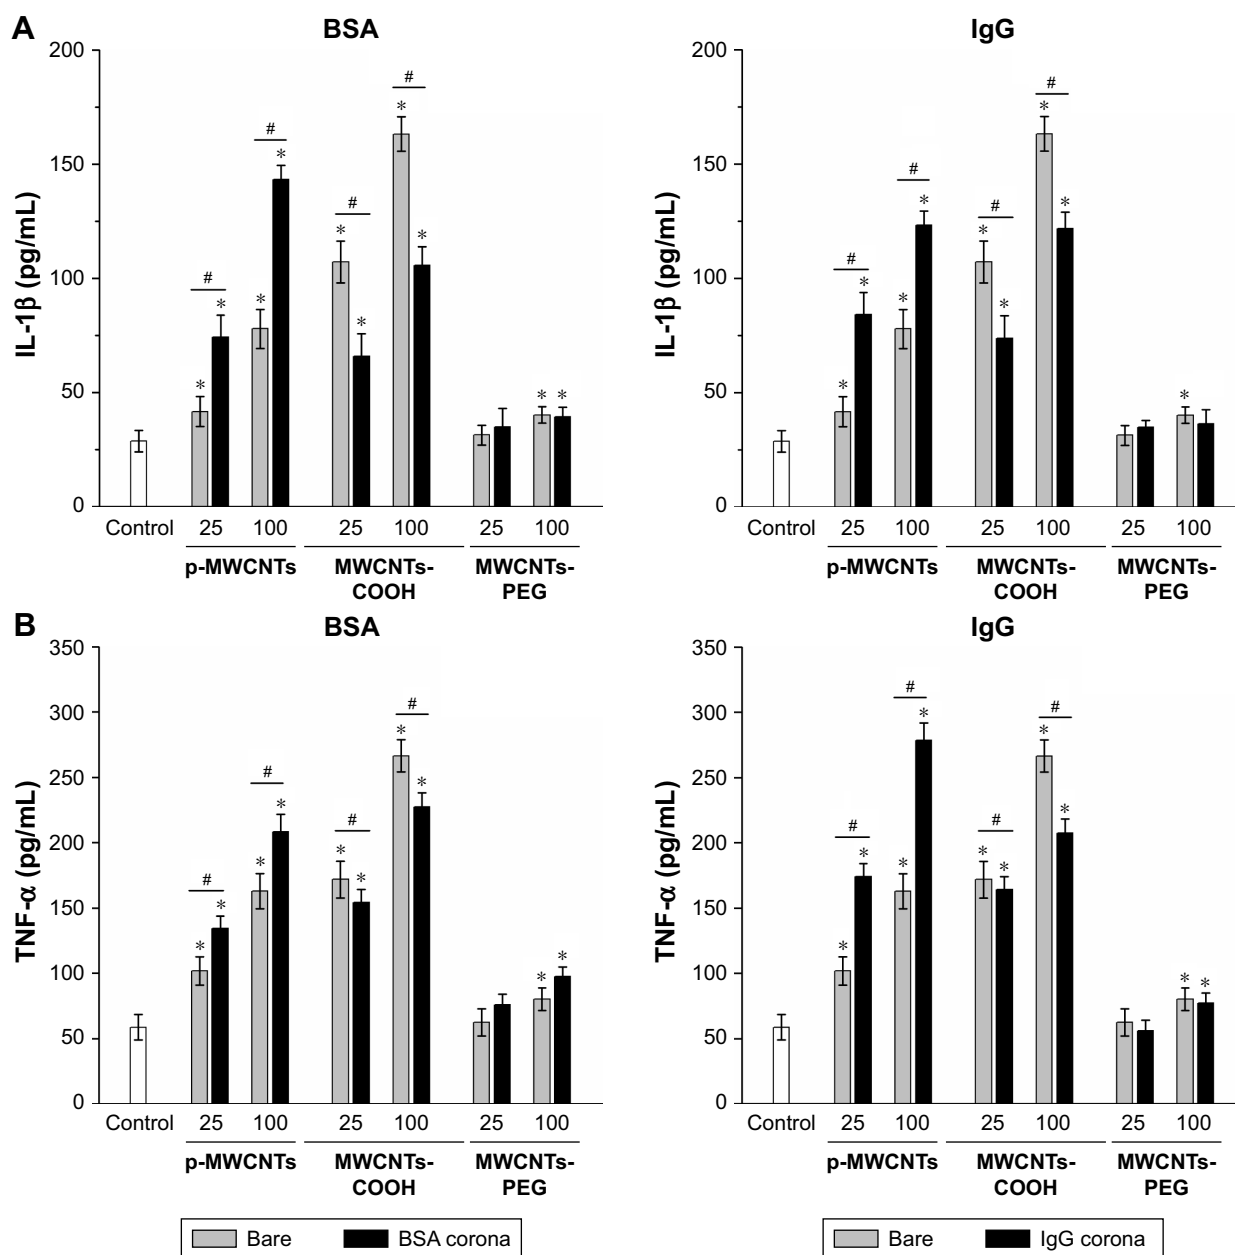 A
BSA
IgG
IL-1β (pg/mL)
200
150
100
50
0
#
#
#
#
*
*
*
*
*
*
*
*
*
*
Control
25
100
25
100
25
100
p-MWCNTs
MWCNTs-
COOH
MWCNTs-
PEG
IL-1β (pg/mL)
200
150
100
50
0
#
#
#
#
*
*
*
*
*
*
*
*
*
Control
25
100
25
100
25
100
p-MWCNTs
MWCNTs-
COOH
MWCNTs-
PEG
B
BSA
IgG
TNF-α (pg/mL)
350
300
250
200
150
100
50
0
#
#
#
#
*
*
*
*
*
*
*
*
*
*
Control
25
100
25
100
25
100
p-MWCNTs
MWCNTs-
COOH
MWCNTs-
PEG
Bare
BSA corona
TNF-α (pg/mL)
350
300
250
200
150
100
50
0
#
#
#
#
*
*
*
*
*
*
*
*
*
*
Control
25
100
25
100
25
100
p-MWCNTs
MWCNTs-
COOH
MWCNTs-
PEG
Bare
IgG corona